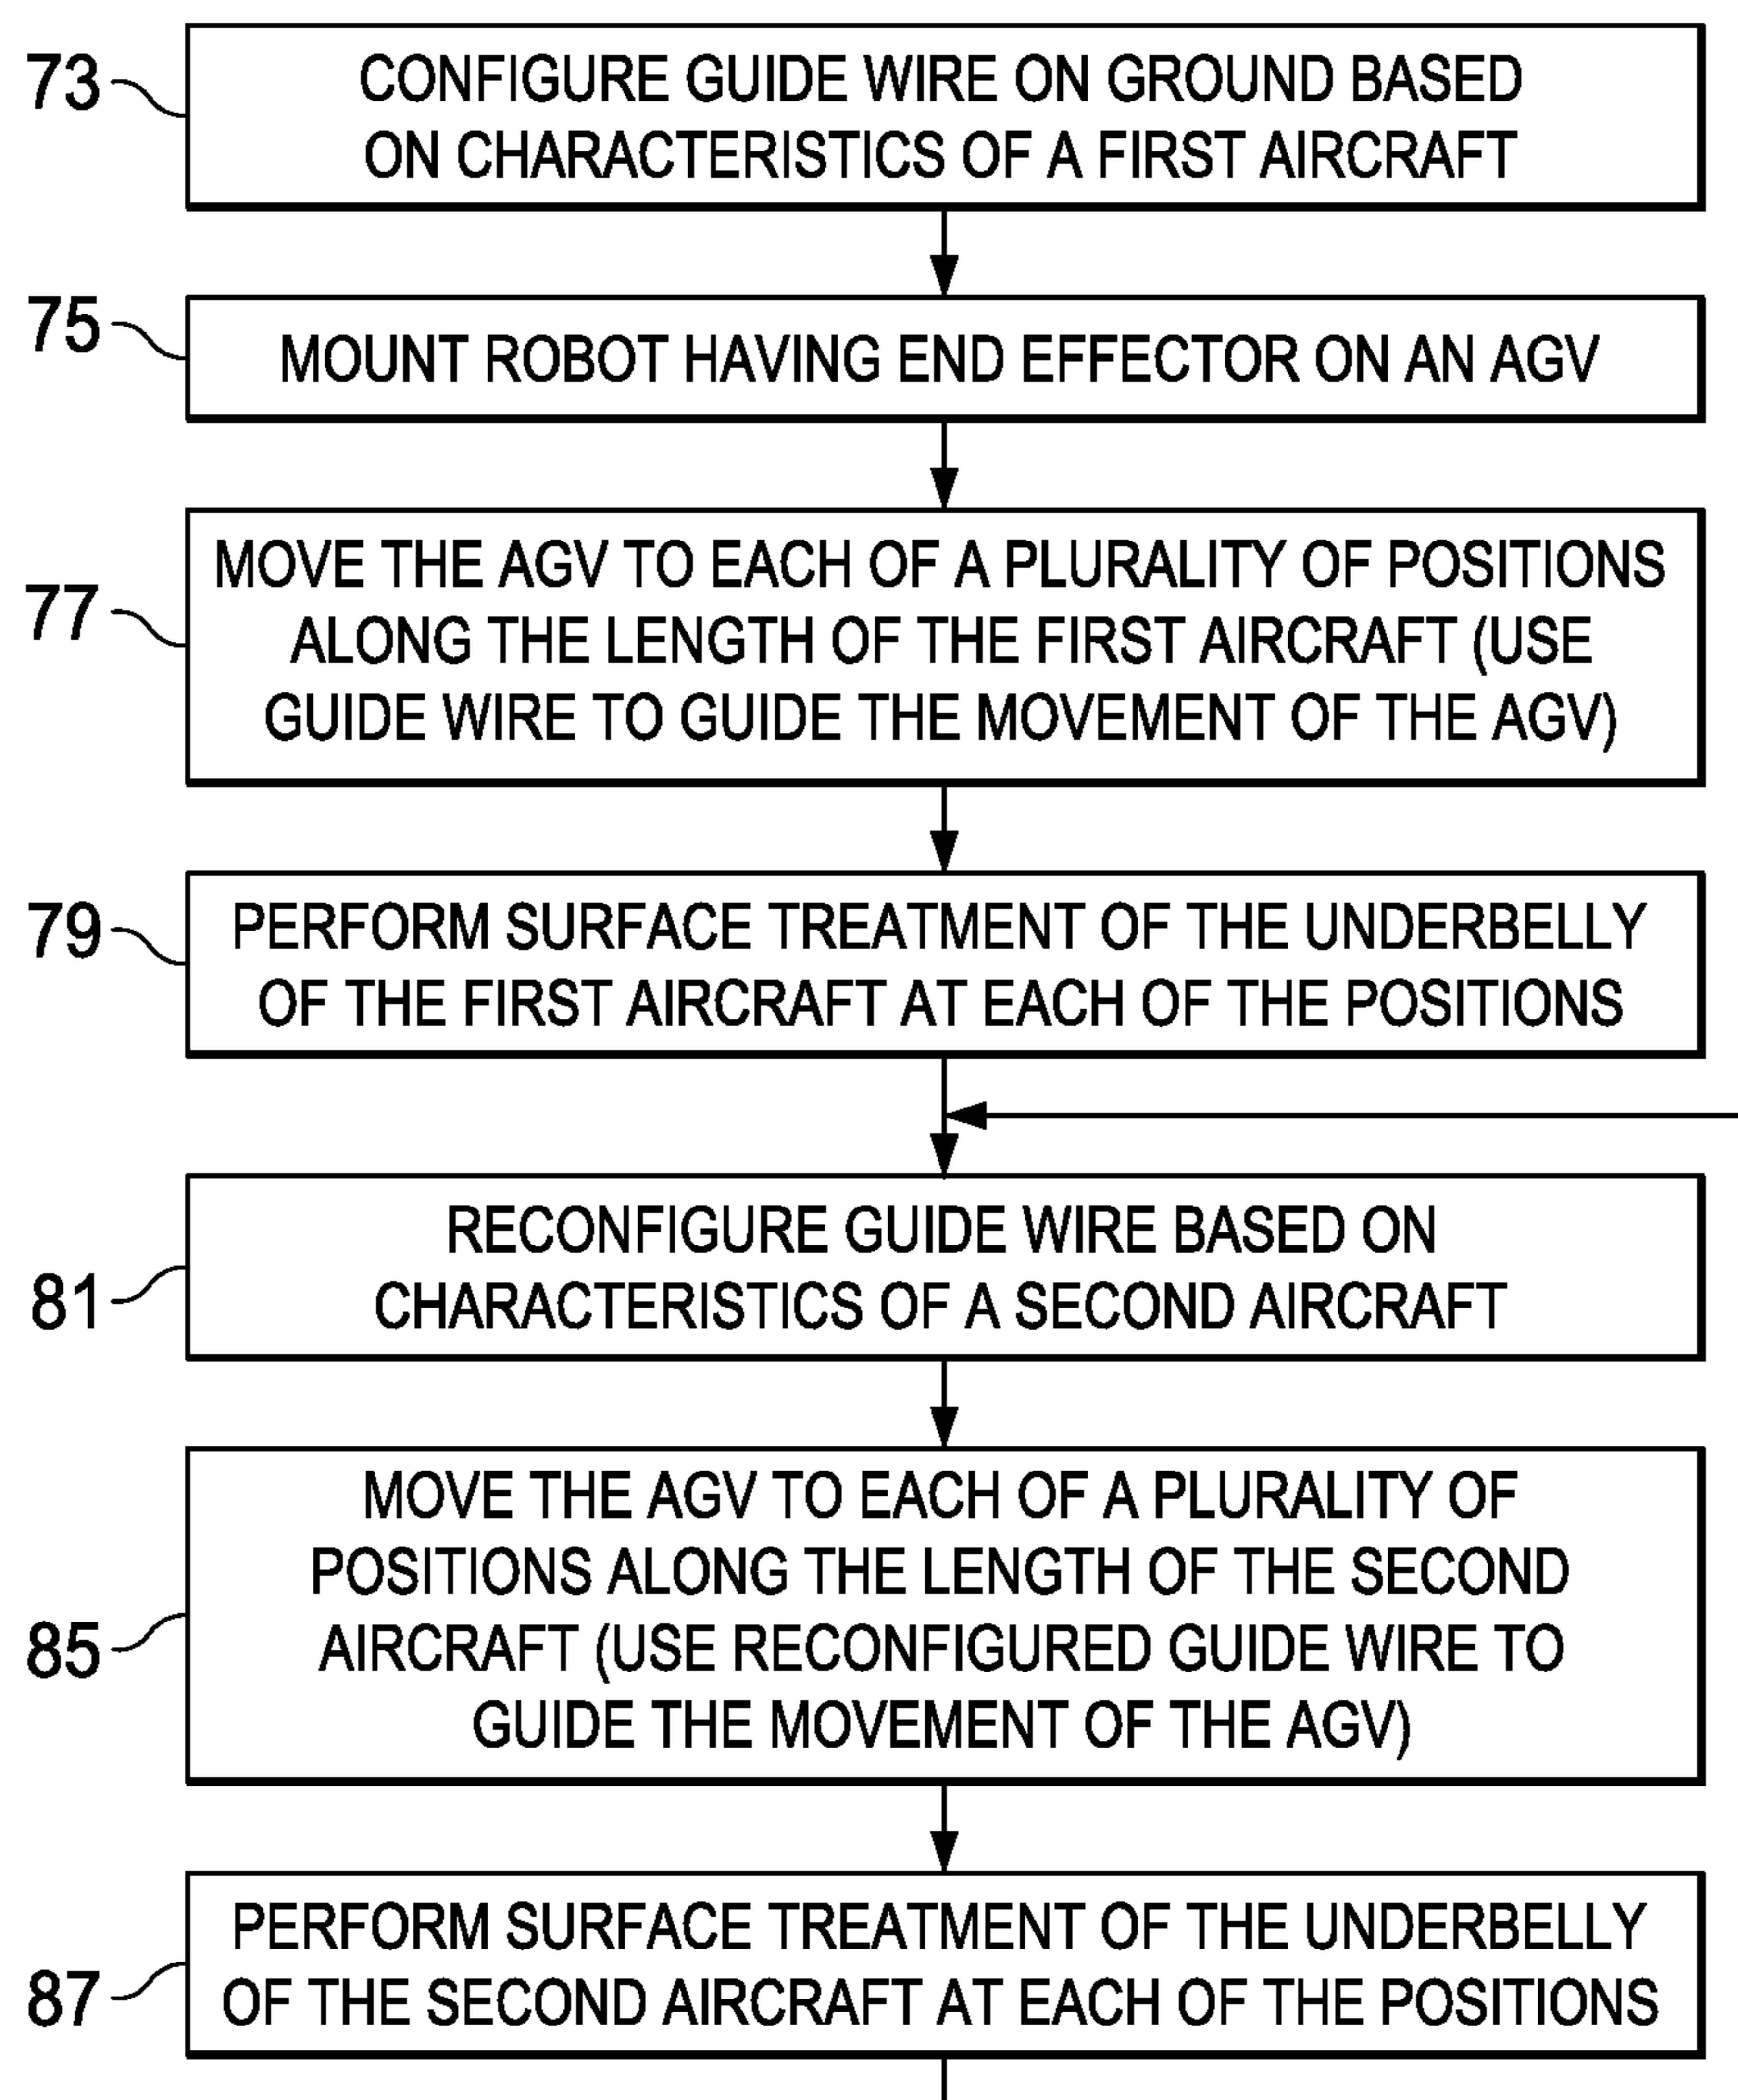 73
CONFIGURE GUIDE WIRE ON GROUND BASED
ON CHARACTERISTICS OF A FIRST AIRCRAFT
75
MOUNT ROBOT HAVING END EFFECTOR ON AN AGV
77
MOVE THE AGV TO EACH OF A PLURALITY OF POSITIONS
ALONG THE LENGTH OF THE FIRST AIRCRAFT (USE
GUIDE WIRE TO GUIDE THE MOVEMENT OF THE AGV)
79
PERFORM SURFACE TREATMENT OF THE UNDERBELLY
OF THE FIRST AIRCRAFT AT EACH OF THE POSITIONS
81
RECONFIGURE GUIDE WIRE BASED ON
CHARACTERISTICS OF A SECOND AIRCRAFT
85
MOVE THE AGV TO EACH OF A PLURALITY OF
POSITIONS ALONG THE LENGTH OF THE SECOND
AIRCRAFT (USE RECONFIGURED GUIDE WIRE TO
GUIDE THE MOVEMENT OF THE AGV)
87
PERFORM SURFACE TREATMENT OF THE UNDERBELLY
OF THE SECOND AIRCRAFT AT EACH OF THE POSITIONS